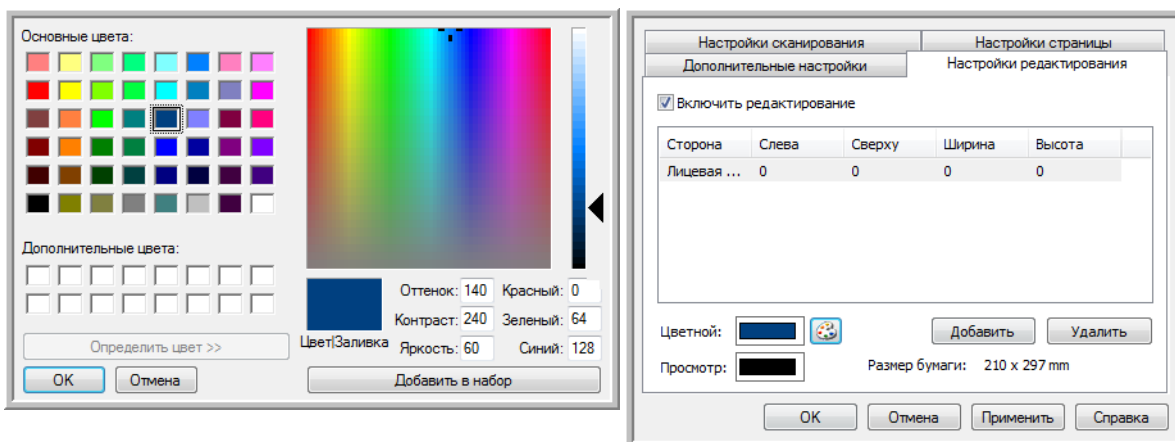 Основные цвета:
Дополнительные цвета:
Определить цвет >>
OK Отмена
Оттенок: 140 Красный: 0
Контраст: 240 Зеленый: 64
Цвет|Заливка Яркость: 60 Синий: 128
Добавить в набор
Настройки сканирования Настройки страницы
Дополнительные настройки Настройки редактирования
Включить редактирование
Сторона Слева Сверху Ширина Высота
Лицевая ... 0 0 0 0
Цветной: Добавить Удалить
Просмотр: Размер бумаги: 210 x 297 mm
OK Отмена Применить Справка